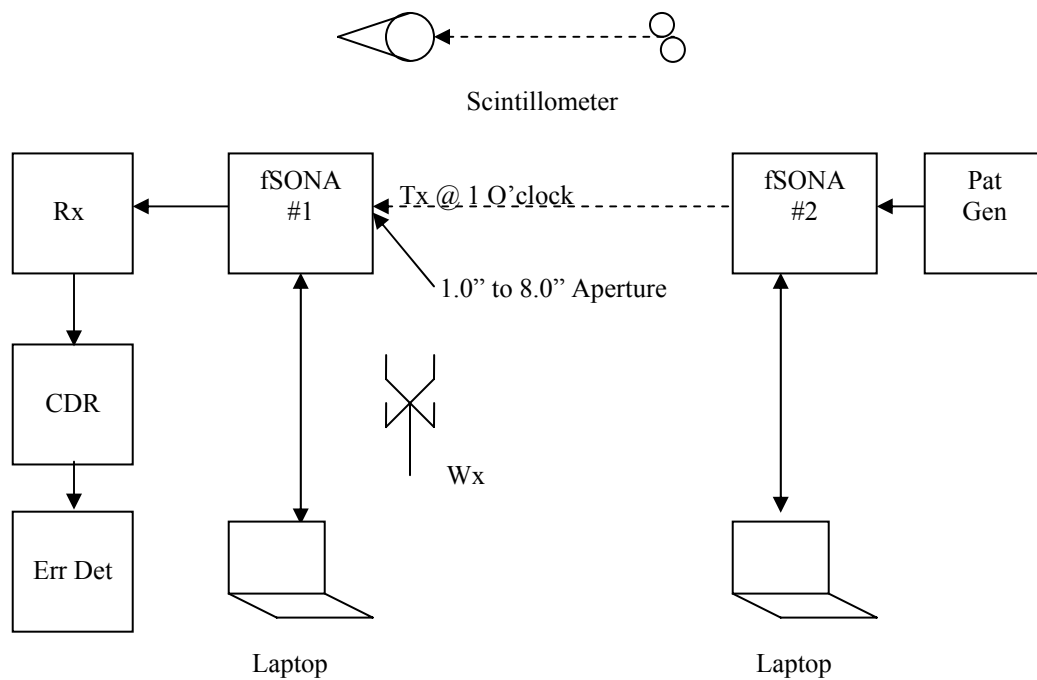 Scintillometer
Rx
fSONA
#1
Tx @ 1 O’clock
fSONA
#2
Pat
Gen
1.0” to 8.0” Aperture
CDR
Wx
Err Det
Laptop
Laptop